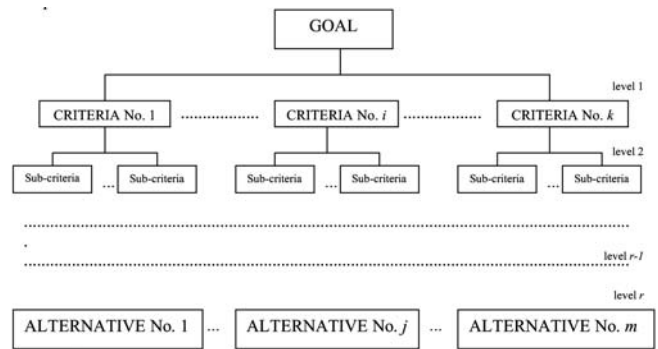 GOAL
level 1
CRITERIA No. 1 ................... CRITERIA No. i ................... CRITERIA No. k
level 2
Sub-criteria ... Sub-criteria Sub-criteria ... Sub-criteria Sub-criteria ... Sub-criteria
level r-1
level r
ALTERNATIVE No. 1 ... ALTERNATIVE No. j ... ALTERNATIVE No. m